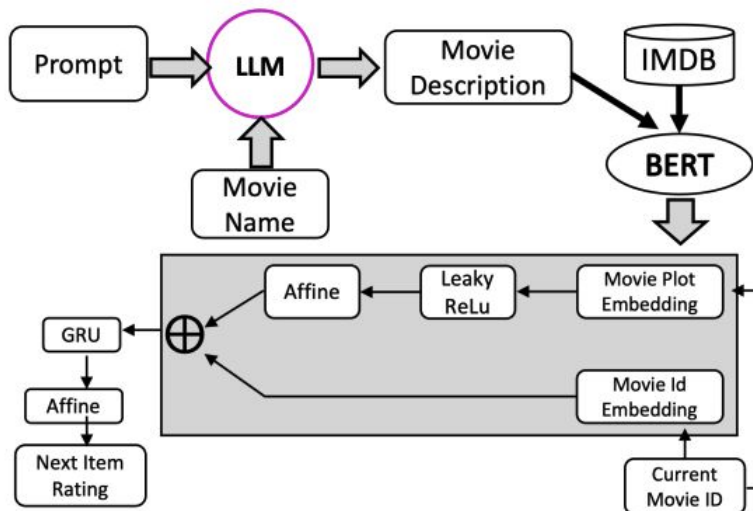 Prompt
LLM
Movie
Description
IMDB
BERT
Movie
Name
Affine
Leaky
ReLu
Movie Plot
Embedding
GRU
Affine
Next Item
Rating
Movie Id
Embedding
Current
Movie ID